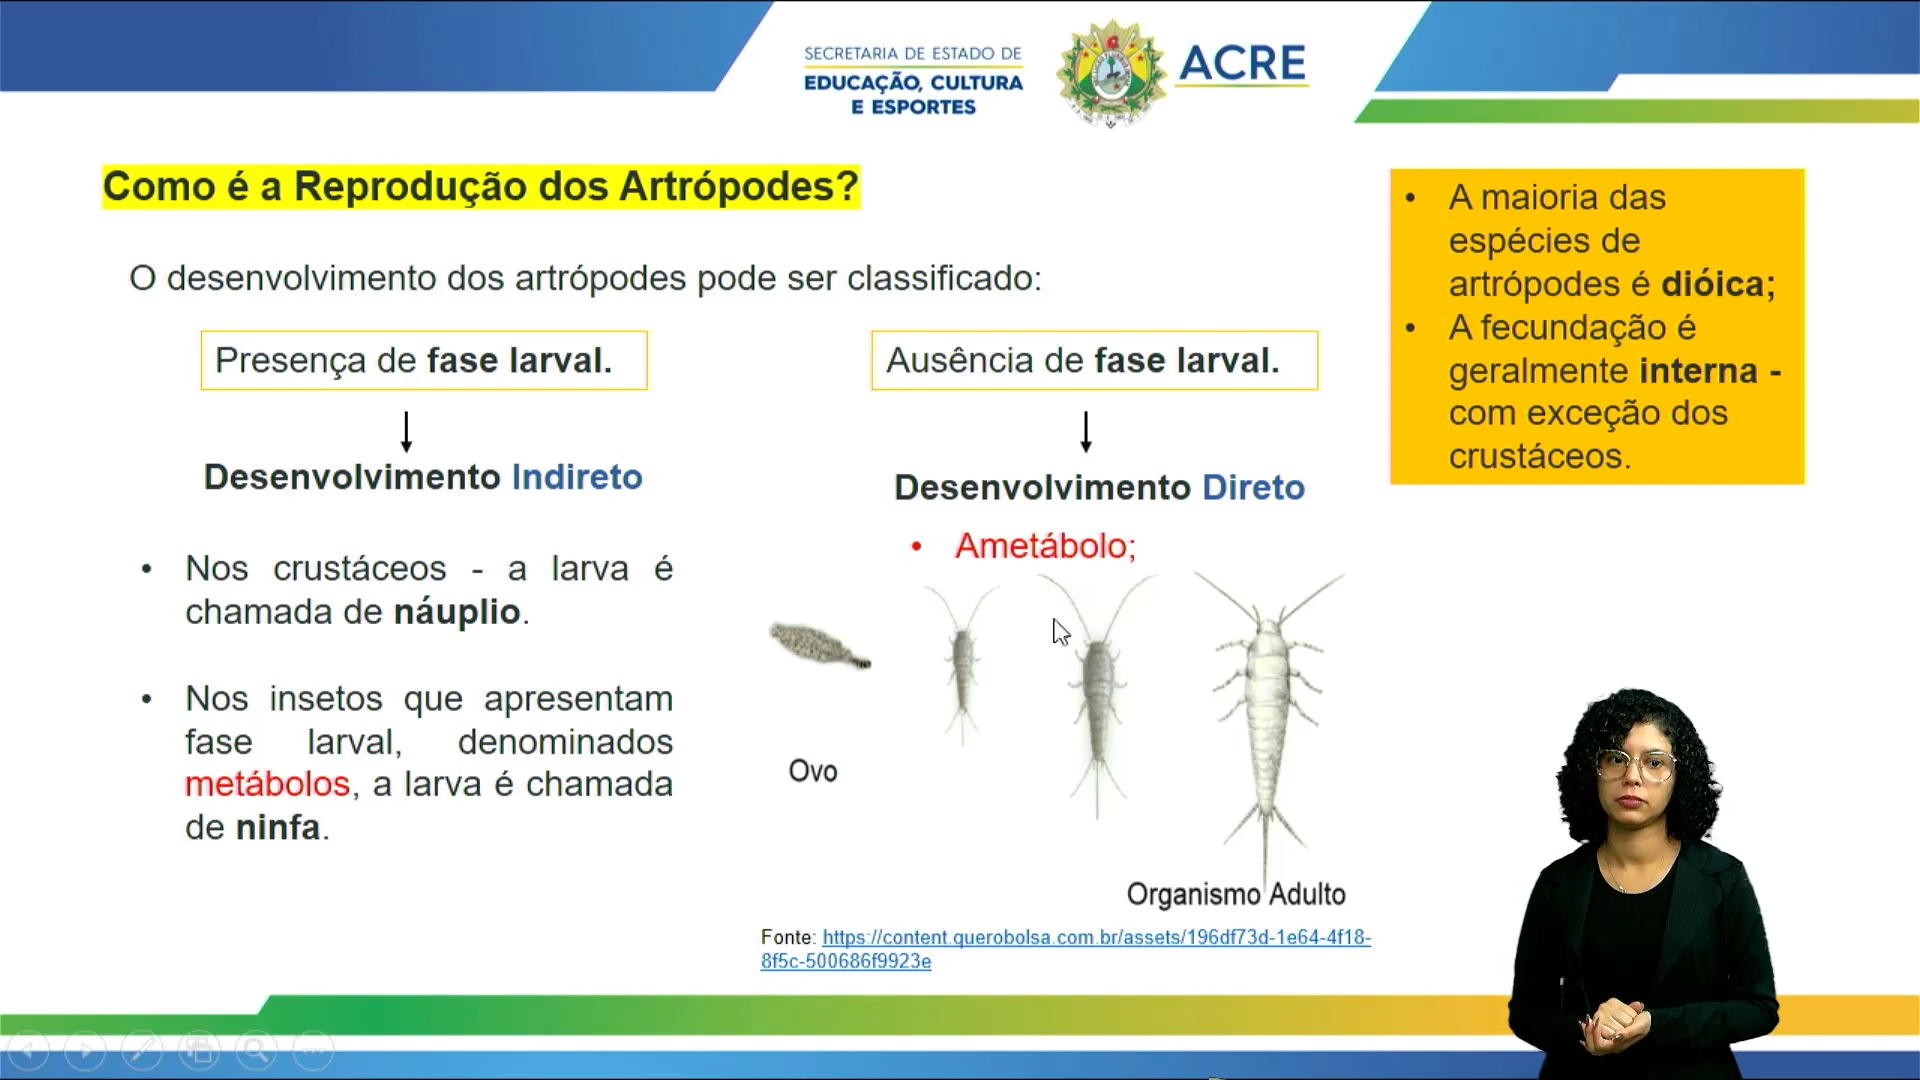 SECRETARIA DE ESTADO DE
EDUCAÇÃO, CULTURA
E ESPORTES
ACRE
Como é a Reprodução dos Artrópodes?
O desenvolvimento dos artrópodes pode ser classificado:
Presença de fase larval.
Desenvolvimento Indireto
• Nos crustáceos - a larva é
chamada de náuplio.
• Nos insetos que apresentam
fase larval, denominados
metábolos, a larva é chamada
de ninfa.
Ausência de fase larval.
Desenvolvimento Direto
• Ametábolo;
Ovo
Organismo Adulto
Fonte: https://content.querobolsa.com.br/assets/196df73d-1e64-4f18-
8f5c-500686f9923e
• A maioria das
espécies de
artrópodes é dióica;
• A fecundação é
geralmente interna -
com exceção dos
crustáceos.